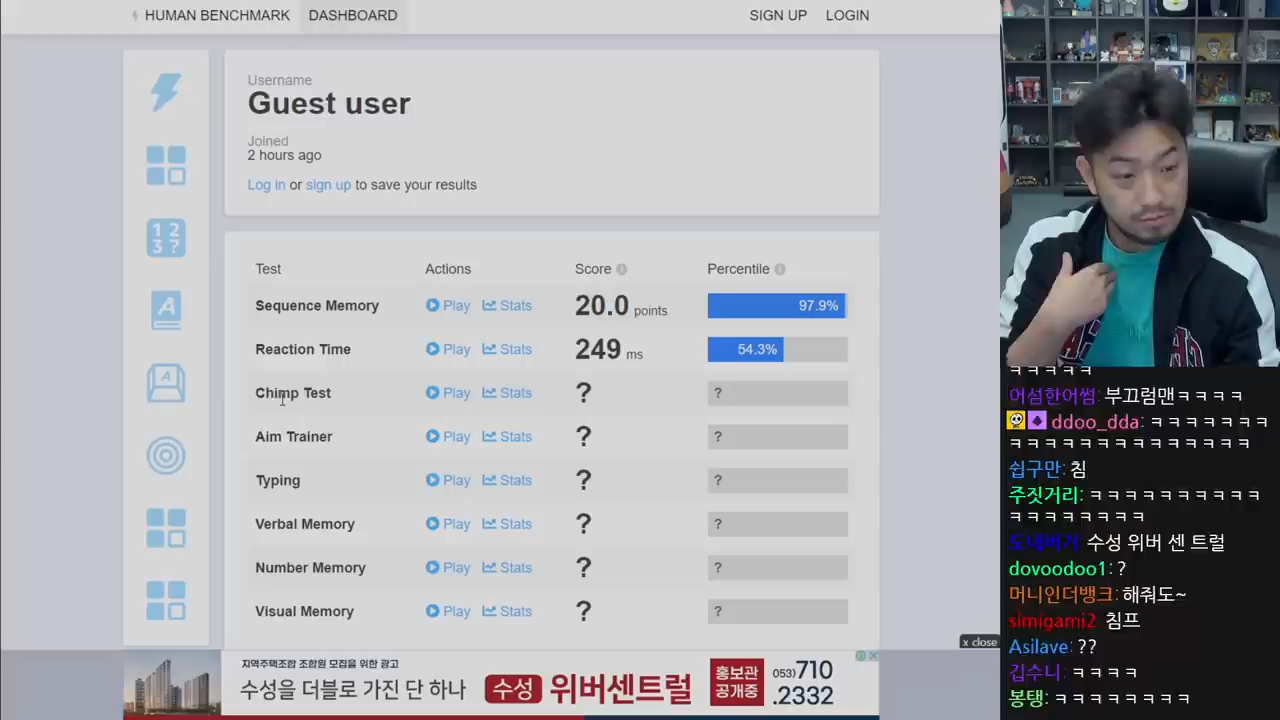 HUMAN BENCHMARK
DASHBOARD
SIGN UP
LOGIN
Username
Guest user
Joined
2 hours ago
Log in or sign up to save your results
Test Actions Score Percentile
Sequence Memory Play Stats 20.0 points 97.9%
Reaction Time Play Stats 249 ms 54.3%
Chimp Test Play Stats ? ?
Aim Trainer Play Stats ? ?
Typing Play Stats ? ?
Verbal Memory Play Stats ? ?
Number Memory Play Stats ? ?
Visual Memory Play Stats ? ?
1 2
3 ?
A
A
x close
지역주택조합 조합원 모집을 위한 광고
수성을 더블로 가진 단 하나
수성 위버센트럴
홍보관
공개중
053)710
.2332
ㅋㅋㅋㅋㅋ
어섬한어썸: 부끄럼맨ㅋㅋㅋㅋ
ddoo_dda: ㅋㅋㅋㅋㅋㅋㅋ
ㅋㅋㅋㅋㅋㅋㅋㅋㅋㅋㅋㅋㅋㅋ
쉽구만: 침
주짓거리: ㅋㅋㅋㅋㅋㅋㅋㅋㅋㅋ
ㅋㅋㅋㅋㅋㅋㅋㅋ
도네버거 수성 위버 센 트럴
dovoodoo1: ?
머니인더뱅크: 해줘도~
simigami2 침프
Asilave: ??
깁수니: ㅋㅋㅋㅋ
봉탱: ㅋㅋㅋㅋㅋㅋㅋㅋ